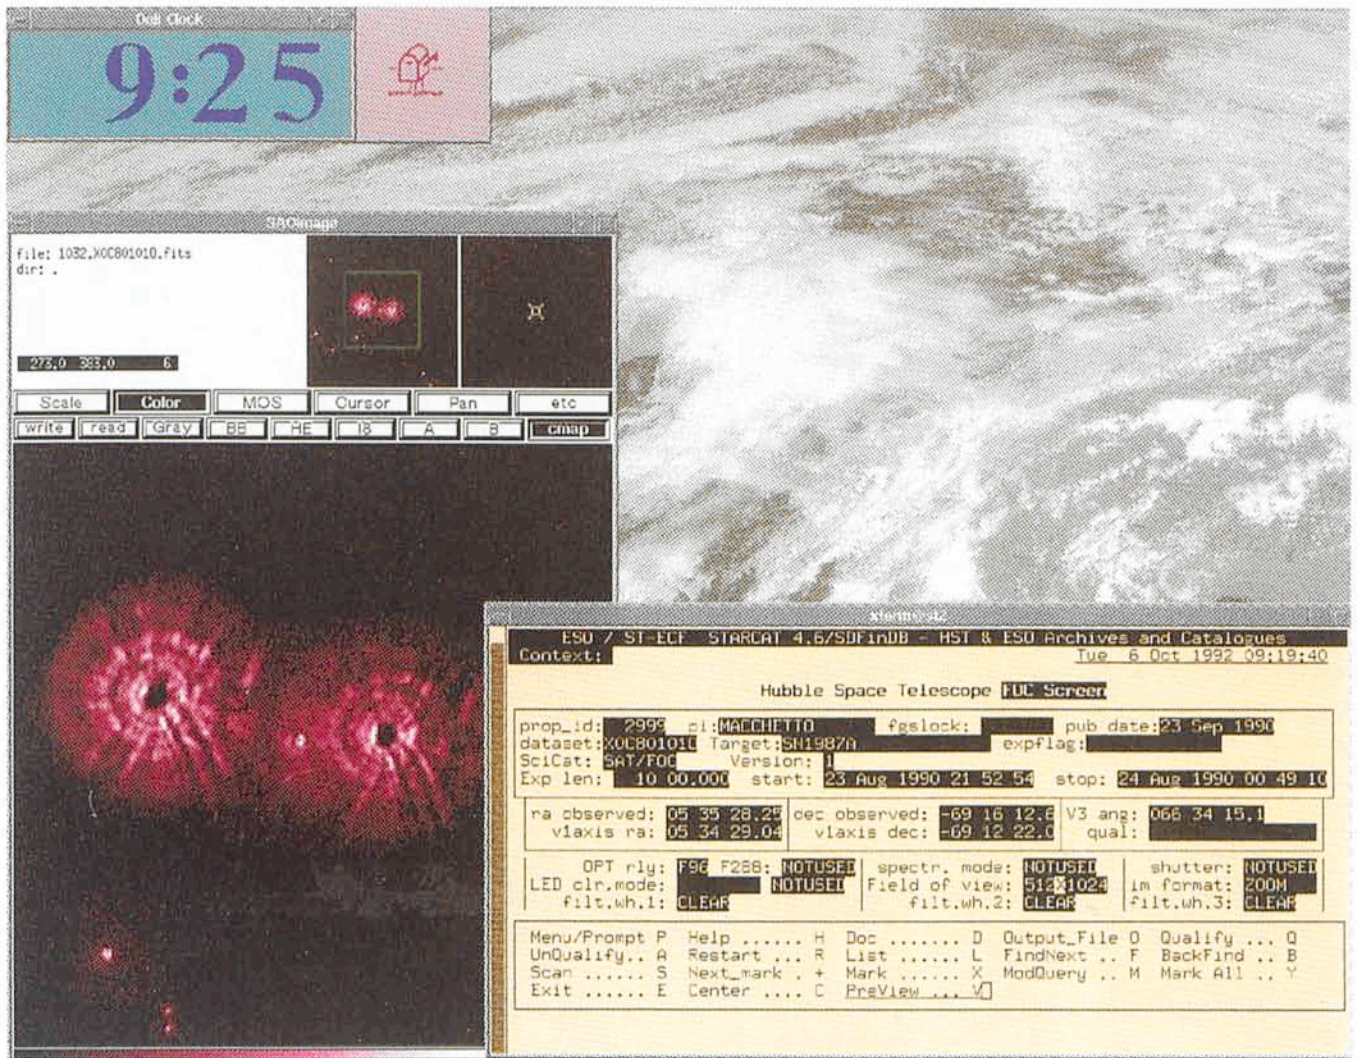 Dali Clock
9:25
SAOimage
file: 1032.X0C80101O.fits
dir: .
273.0 383.0 6
Scale Color MOS Cursor Pan etc
write read Gray BB HE I8 A B cmap
xterm@st2
ESO / ST-ECF STARCAT 4.6/SDFinDB - HST & ESO Archives and Catalogues
Context: Tue 6 Oct 1992 09:19:40
Hubble Space Telescope FOC Screen
prop_id: 2999 pi:MACCHETTO fgslock: pub date:23 Sep 1990
dataset:X0C80101O Target:SN1987A expflag:
SciCat: SAT/FOC Version: 1
Exp len: 10 00.000 start: 23 Aug 1990 21 52 54 stop: 24 Aug 1990 00 49 10
ra observed: 05 35 28.25 dec observed: -69 16 12.6 V3 ang: 066 34 15.1
v1axis ra: 05 34 29.04 v1axis dec: -69 12 22.0 qual:
OPT rly: F96 F288: NOTUSED spectr. mode: NOTUSED shutter: NOTUSED
LED clr.mode: NOTUSED Field of view: 512X1024 im format: ZOOM
filt.wh.1: CLEAR filt.wh.2: CLEAR filt.wh.3: CLEAR
Menu/Prompt P Help ...... H Doc ....... D Output_File O Qualify ... Q
UnQualify.. A Restart ... R List ...... L FindNext .. F BackFind .. B
Scan ...... S Next_mark . + Mark ...... X ModQuery .. M Mark All .. Y
Exit ...... E Center .... C PreView ... V